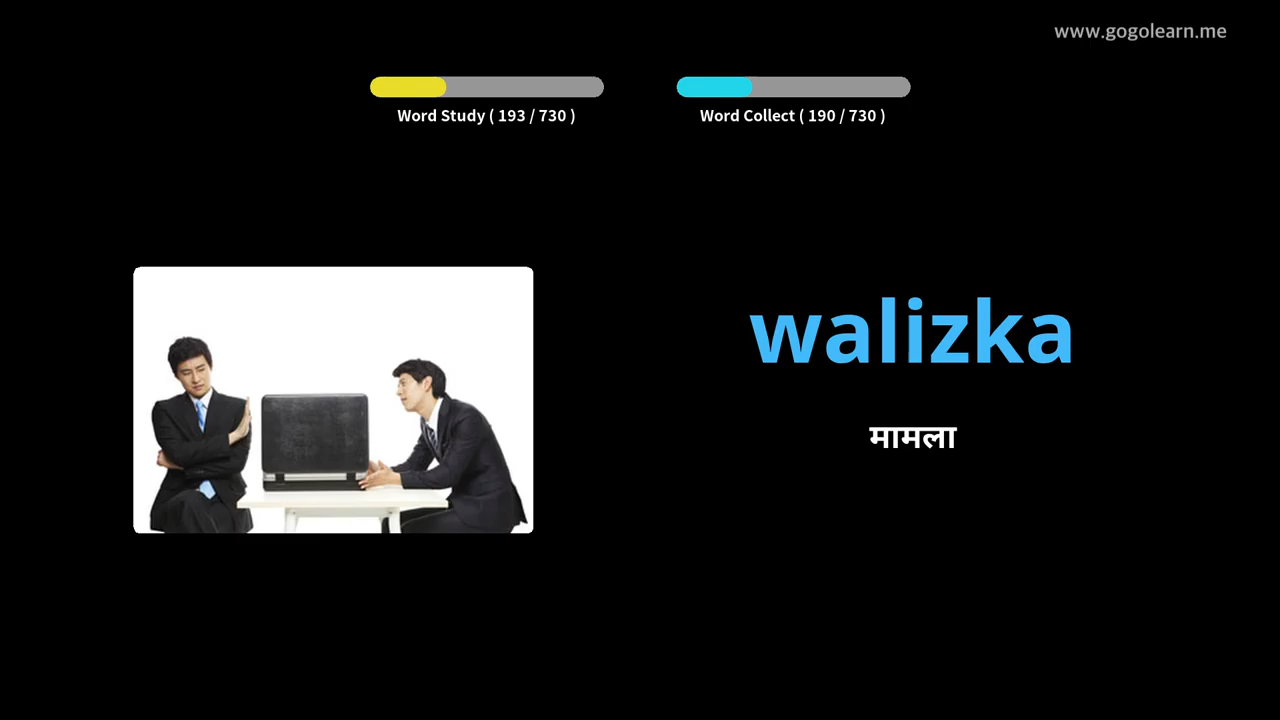 www.gogolearn.me
Word Study ( 193 / 730 )
Word Collect ( 190 / 730 )
walizka
मामला